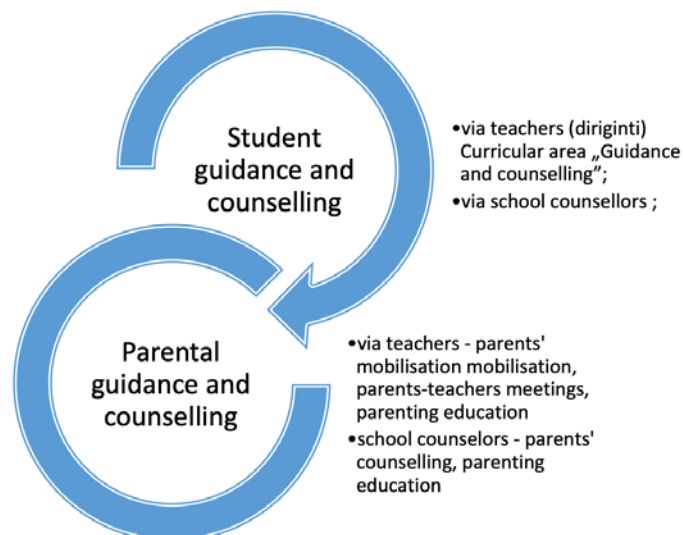 Student
guidance and
counselling
•via teachers (diriginti)
Curricular area „Guidance
and counselling”;
•via school counsellors ;
Parental
guidance and
counselling
•via teachers - parents'
mobilisation mobilisation,
parents-teachers meetings,
parenting education
•school counselors - parents'
counselling, parenting
education